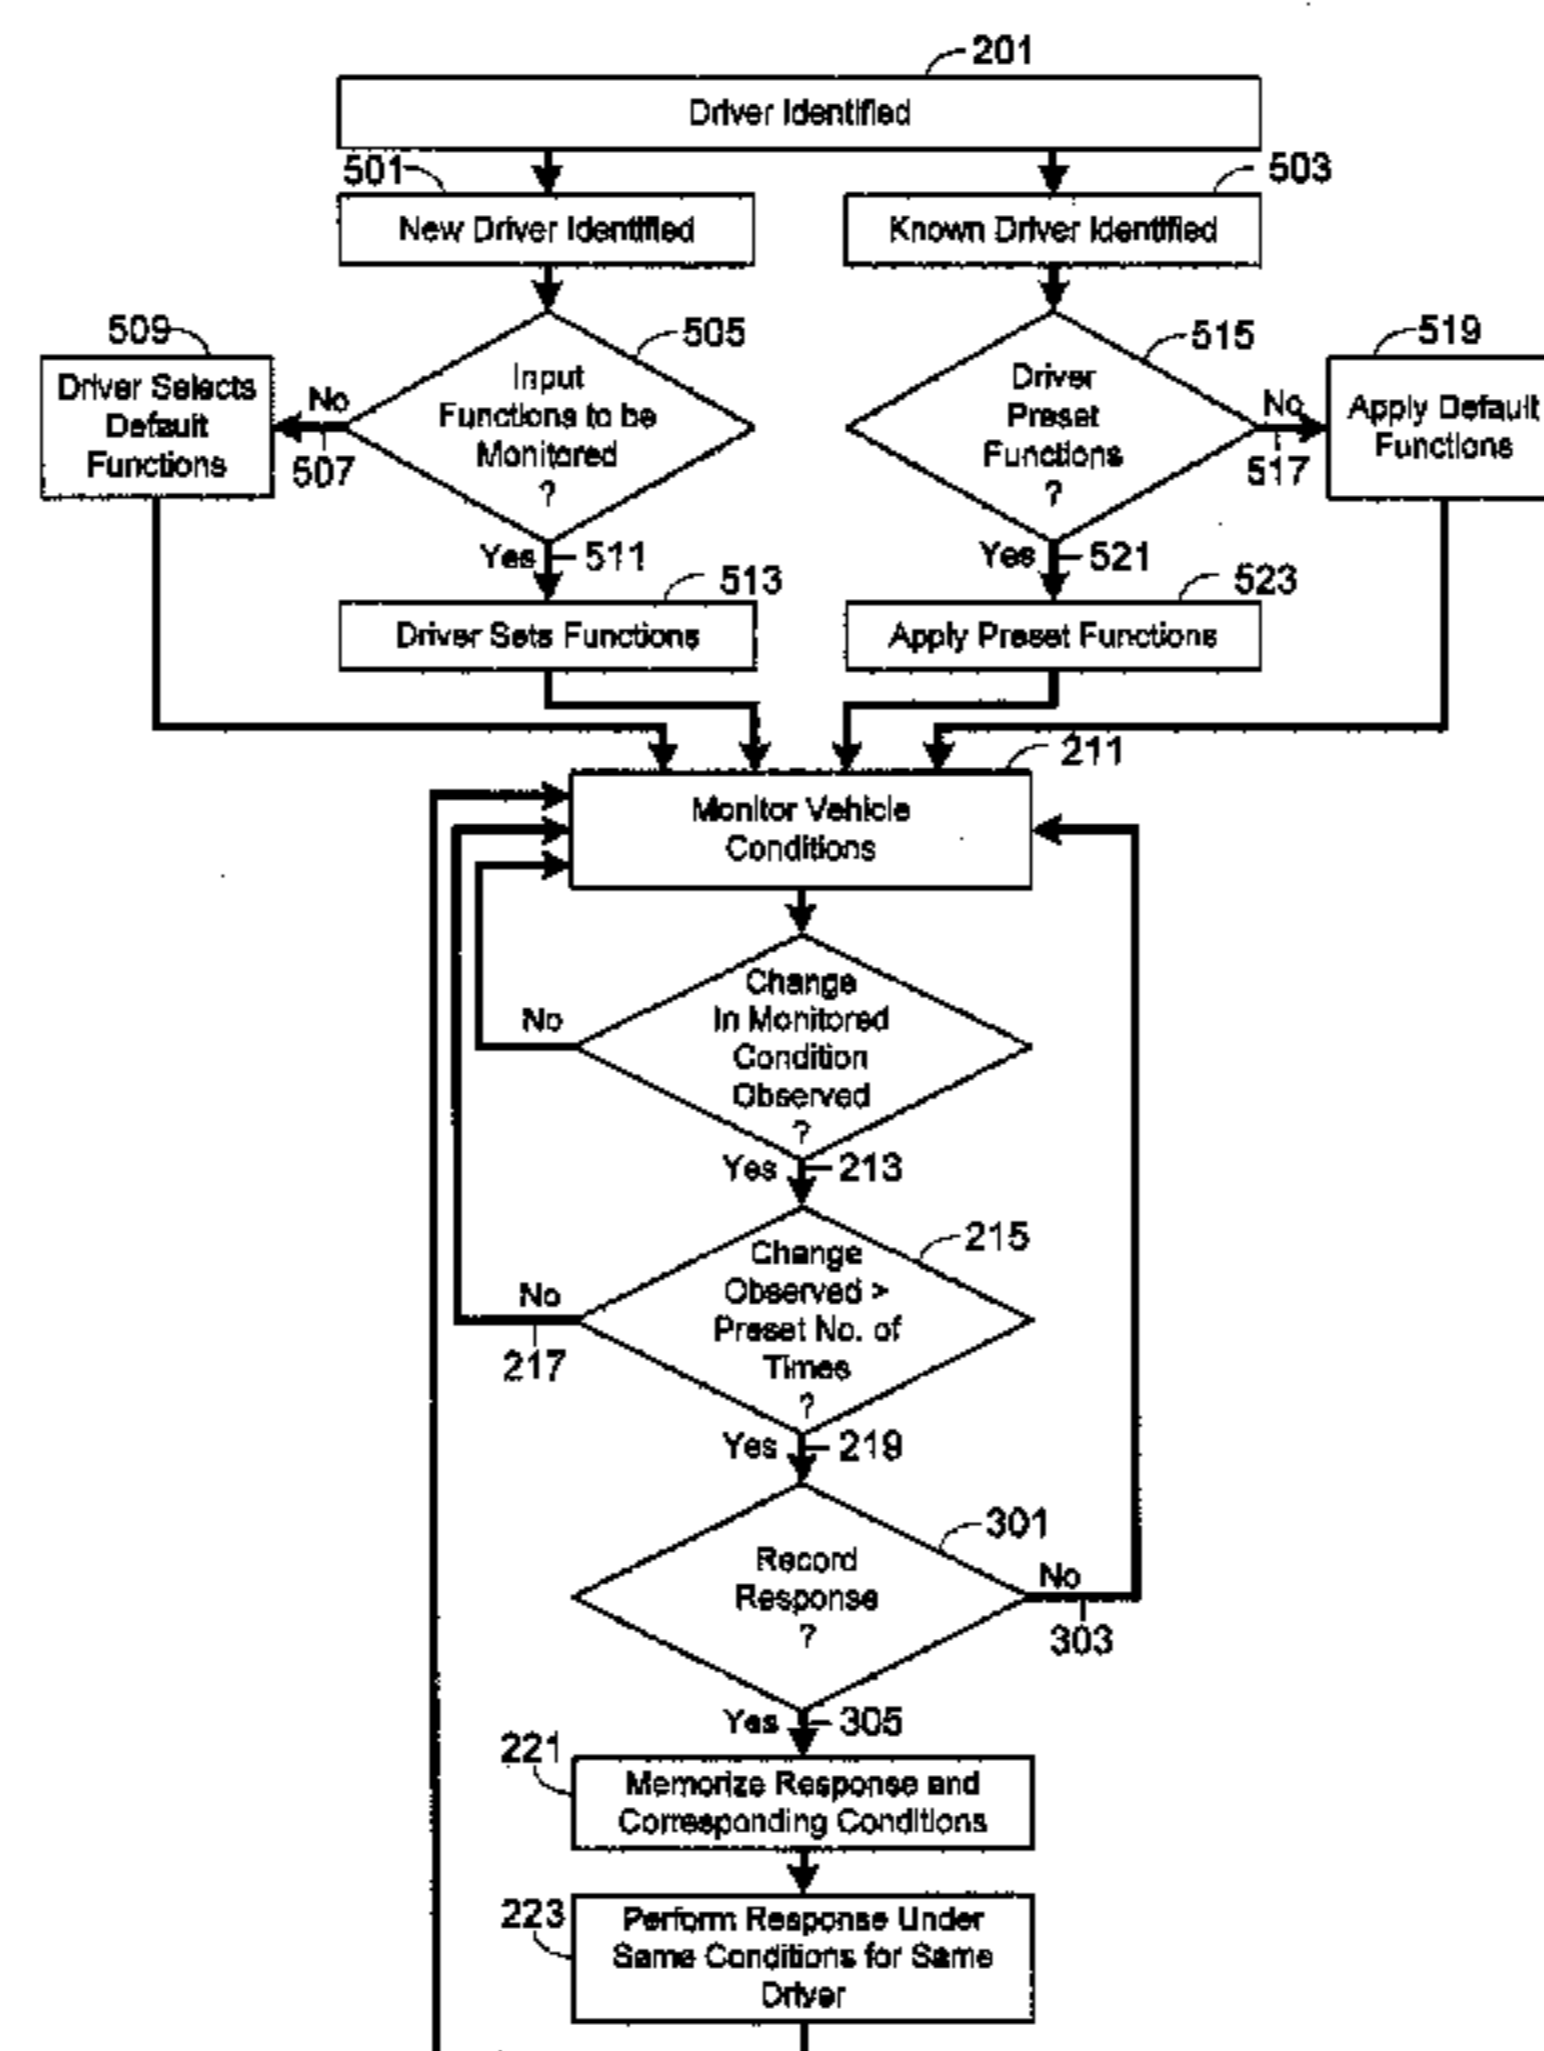 201
Driver Identified
501
503
New Driver Identified
Known Driver Identified
509
505
515
519
Driver Selects
Default
Functions
No
507
Input
Functions to be
Monitored
?
Driver
Preset
Functions
?
No
517
Apply Default
Functions
Yes
511
Yes
521
513
523
Driver Sets Functions
Apply Preset Functions
211
Monitor Vehicle
Conditions
Change
In Monitored
Condition
Observed
?
No
Yes
213
215
Change
Observed >
Preset No. of
Times
?
No
217
Yes
219
301
Record
Response
?
No
303
Yes
305
221
Memorize Response and
Corresponding Conditions
223
Perform Response Under
Same Conditions for Same
Driver